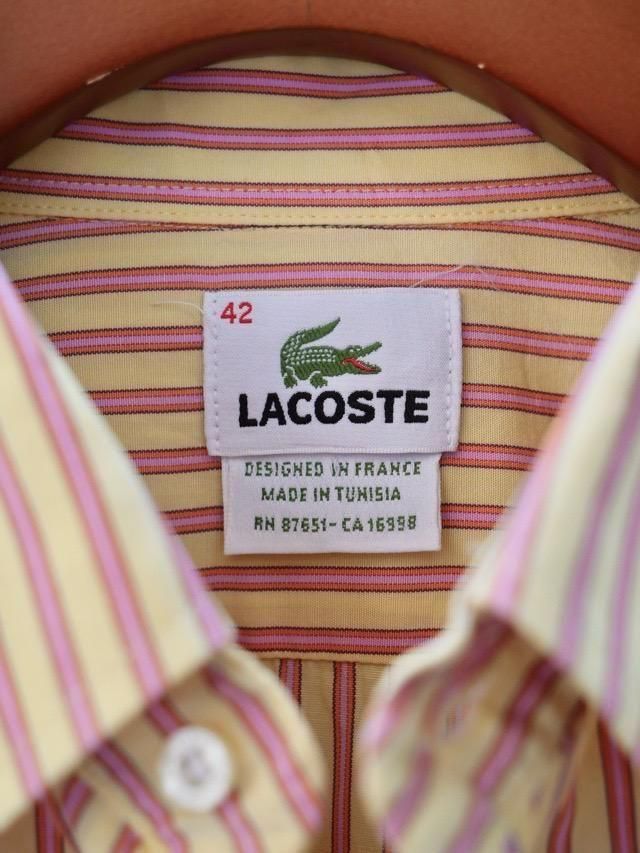 42
LACOSTE
DESIGNED IN FRANCE
MADE IN TUNISIA
RN 87651-CA 16998